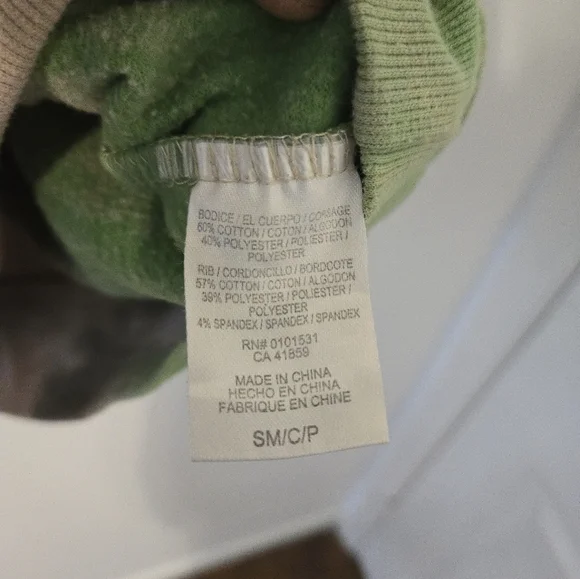 BODICE / EL CUERPO / CORSAGE
60% COTTON / COTON / ALGODON
40% POLYESTER / POLIESTER /
POLYESTER
RIB / CORDONCILLO / BORDOOTE
57% COTTON / COTON / ALGODON
39% POLYESTER / POLIESTER /
POLYESTER
4% SPANDEX / SPANDEX / SPANDEX
RN# 0101531
CA 41859
MADE IN CHINA
HECHO EN CHINA
FABRIQUE EN CHINE
SM/C/P